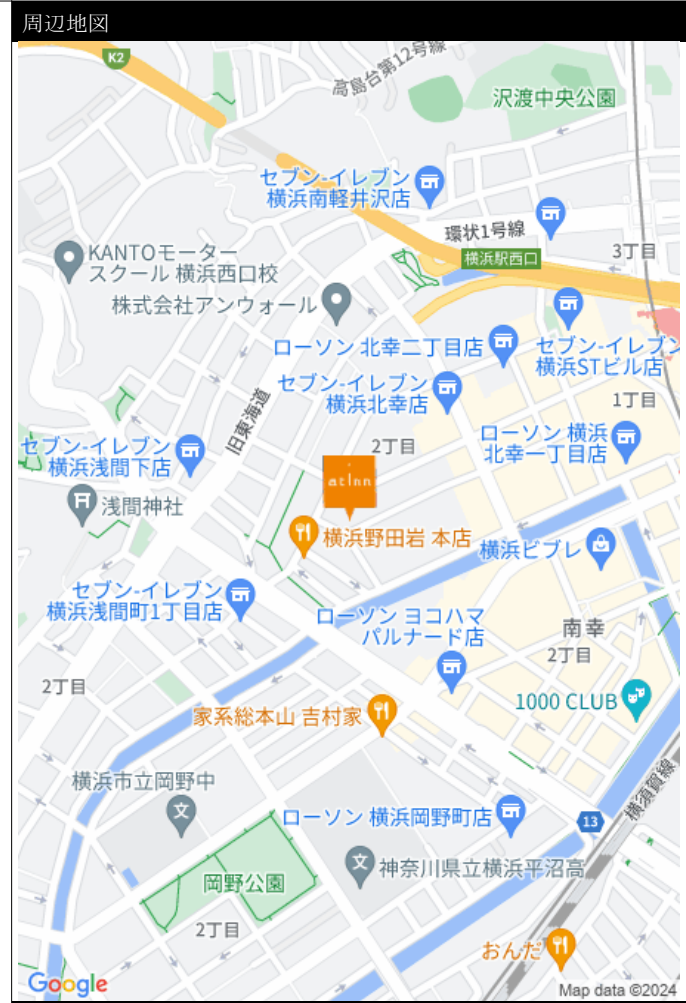 周辺地図
K2
高島台第12号線
沢渡中央公園
セブン-イレブン
横浜南軽井沢店
環状1号線
横浜駅西口
3丁目
KANTOモーター
スクール 横浜西口校
株式会社アンウォール
ローソン 北幸二丁目店
セブン-イレブン
横浜STビル店
セブン-イレブン
横浜北幸店
1丁目
旧東海道
2丁目
ローソン 横浜
北幸一丁目店
セブン-イレブン
横浜浅間下店
at inn
浅間神社
横浜野田岩 本店
横浜ビブレ
セブン-イレブン
横浜浅間町1丁目店
ローソン ヨコハマ
パルナード店
南幸
2丁目
2丁目
1000 CLUB
家系総本山 吉村家
横浜市立岡野中
横須賀線
ローソン 横浜岡野町店
13
文
文
神奈川県立横浜平沼高
岡野公園
2丁目
おんだ
Google
Map data ©2024